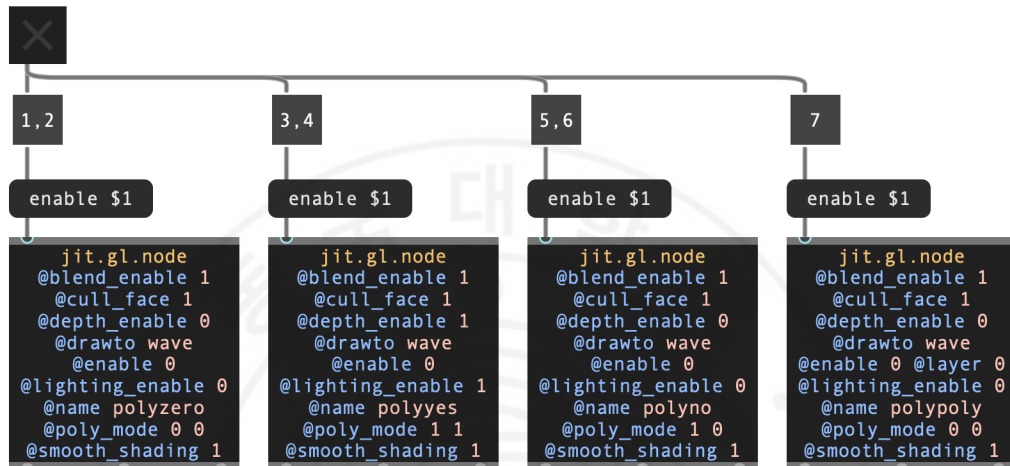 1,2
3,4
5,6
7
enable $1
enable $1
enable $1
enable $1
jit.gl.node
@blend_enable 1
@cull_face 1
@depth_enable 0
@drawto wave
@enable 0
@lighting_enable 0
@name polyzero
@poly_mode 0 0
@smooth_shading 1
jit.gl.node
@blend_enable 1
@cull_face 1
@depth_enable 1
@drawto wave
@enable 0
@lighting_enable 1
@name polyyes
@poly_mode 1 1
@smooth_shading 1
jit.gl.node
@blend_enable 1
@cull_face 1
@depth_enable 0
@drawto wave
@enable 0
@lighting_enable 0
@name polyno
@poly_mode 1 0
@smooth_shading 1
jit.gl.node
@blend_enable 1
@cull_face 1
@depth_enable 0
@drawto wave
@enable 0 @layer 0
@lighting_enable 0
@name polypoly
@poly_mode 0 0
@smooth_shading 1
대